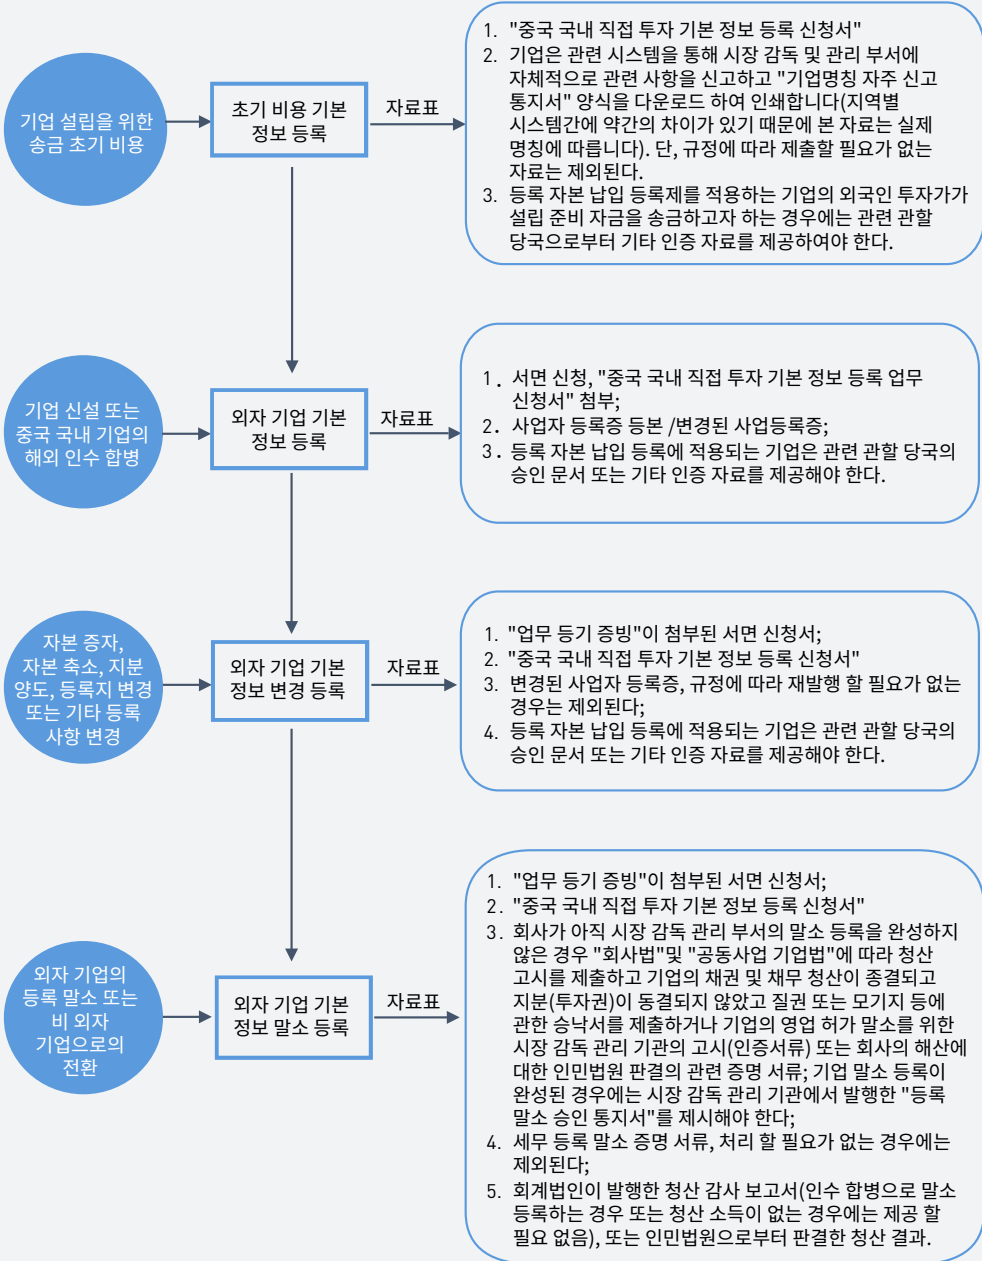 기업 설립을 위한
송금 초기 비용
초기 비용 기본
정보 등록
자료표
1. "중국 국내 직접 투자 기본 정보 등록 신청서"
2. 기업은 관련 시스템을 통해 시장 감독 및 관리 부서에
자체적으로 관련 사항을 신고하고 "기업명칭 자주 신고
통지서" 양식을 다운로드 하여 인쇄합니다(지역별
시스템간에 약간의 차이가 있기 때문에 본 자료는 실제
명칭에 따릅니다). 단, 규정에 따라 제출할 필요가 없는
자료는 제외된다.
3. 등록 자본 납입 등록제를 적용하는 기업의 외국인 투자가가
설립 준비 자금을 송금하고자 하는 경우에는 관련 관할
당국으로부터 기타 인증 자료를 제공하여야 한다.
기업 신설 또는
중국 국내 기업의
해외 인수 합병
외자 기업 기본
정보 등록
자료표
1. 서면 신청, "중국 국내 직접 투자 기본 정보 등록 업무
신청서" 첨부;
2. 사업자 등록증 등본 /변경된 사업등록증;
3. 등록 자본 납입 등록에 적용되는 기업은 관련 관할 당국의
승인 문서 또는 기타 인증 자료를 제공해야 한다.
자본 증자,
자본 축소, 지분
양도, 등록지 변경
또는 기타 등록
사항 변경
외자 기업 기본
정보 변경 등록
자료표
1. "업무 등기 증빙"이 첨부된 서면 신청서;
2. "중국 국내 직접 투자 기본 정보 등록 신청서"
3. 변경된 사업자 등록증, 규정에 따라 재발행 할 필요가 없는
경우는 제외된다;
4. 등록 자본 납입 등록에 적용되는 기업은 관련 관할 당국의
승인 문서 또는 기타 인증 자료를 제공해야 한다.
외자 기업의
등록 말소 또는
비 외자
기업으로의
전환
외자 기업 기본
정보 말소 등록
자료표
1. "업무 등기 증빙"이 첨부된 서면 신청서;
2. "중국 국내 직접 투자 기본 정보 등록 신청서"
3. 회사가 아직 시장 감독 관리 부서의 말소 등록을 완성하지
않은 경우 "회사법"및 "공동사업 기업법"에 따라 청산
고시를 제출하고 기업의 채권 및 채무 청산이 종결되고
지분(투자권)이 동결되지 않았고 질권 또는 모기지 등에
관한 승낙서를 제출하거나 기업의 영업 허가 말소를 위한
시장 감독 관리 기관의 고시(인증서류) 또는 회사의 해산에
대한 인민법원 판결의 관련 증명 서류; 기업 말소 등록이
완성된 경우에는 시장 감독 관리 기관에서 발행한 "등록
말소 승인 통지서"를 제시해야 한다;
4. 세무 등록 말소 증명 서류, 처리 할 필요가 없는 경우에는
제외된다;
5. 회계법인이 발행한 청산 감사 보고서(인수 합병으로 말소
등록하는 경우 또는 청산 소득이 없는 경우에는 제공 할
필요 없음), 또는 인민법원으로부터 판결한 청산 결과.